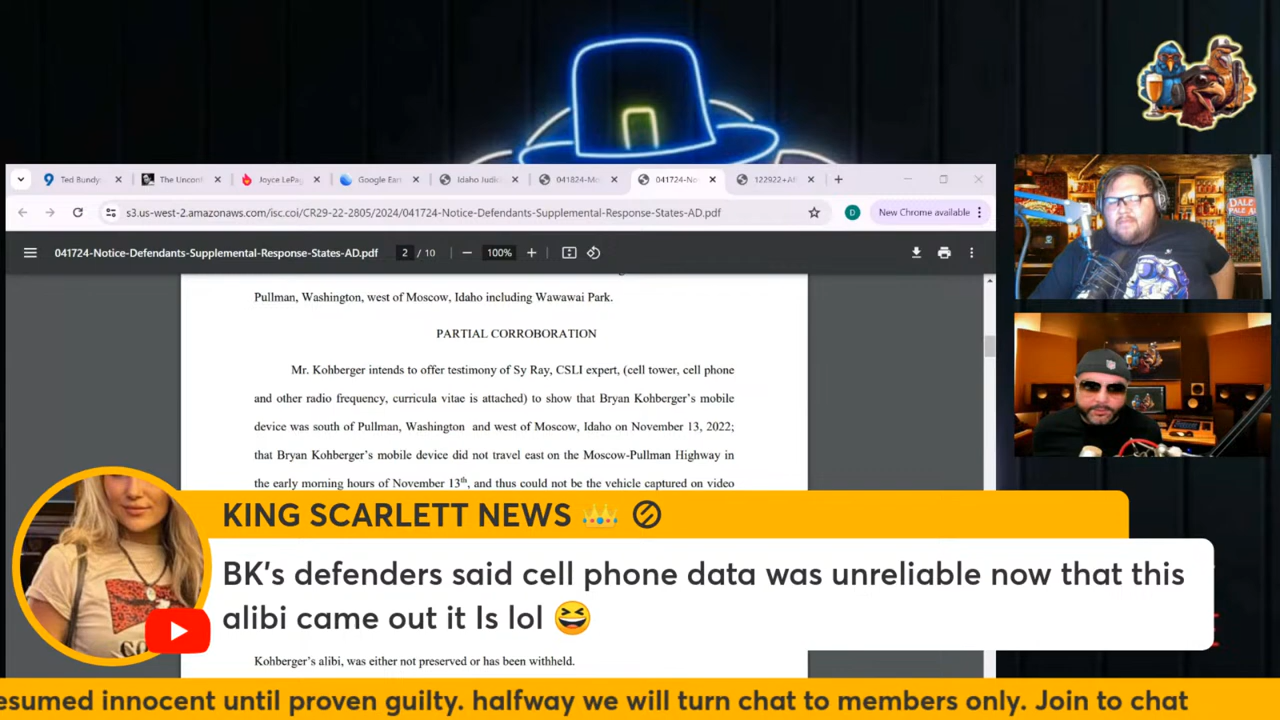 Ted Bundy
The Uncon
Joyce LePa
Google Ear
Idaho Judi
041824-Mo
041724-No
122922+A
s3.us-west-2.amazonaws.com/isc.coi/CR29-22-2805/2024/041724-Notice-Defendants-Supplemental-Response-States-AD.pdf
D
New Chrome available
041724-Notice-Defendants-Supplemental-Response-States-AD.pdf
2 / 10
100%
Pullman, Washington, west of Moscow, Idaho including Wawawai Park.
PARTIAL CORROBORATION
Mr. Kohberger intends to offer testimony of Sy Ray, CSLI expert, (cell tower, cell phone
and other radio frequency, curricula vitae is attached) to show that Bryan Kohberger's mobile
device was south of Pullman, Washington and west of Moscow, Idaho on November 13, 2022;
that Bryan Kohberger's mobile device did not travel east on the Moscow-Pullman Highway in
the early morning hours of November 13th, and thus could not be the vehicle captured on video
KING SCARLETT NEWS 👑
BK's defenders said cell phone data was unreliable now that this
alibi came out it Is lol 😆
Kohberger's alibi, was either not preserved or has been withheld.
esumed innocent until proven guilty. halfway we will turn chat to members only. Join to chat
DALE
PALE A